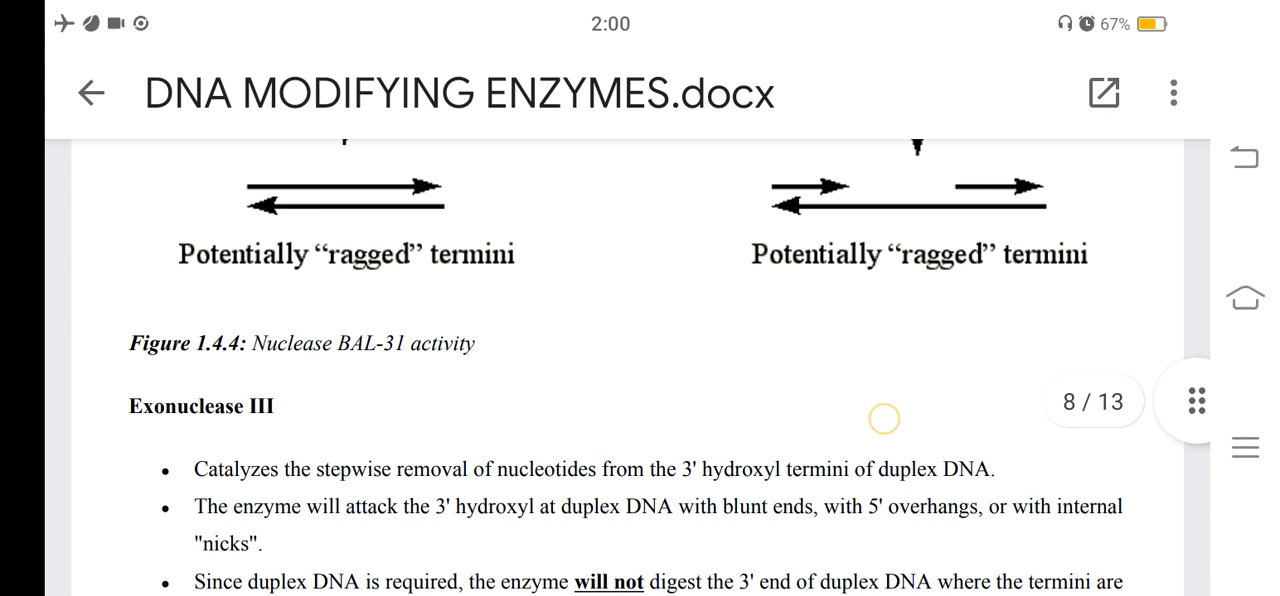 2:00
67%
DNA MODIFYING ENZYMES.docx
Potentially “ragged” termini
Potentially “ragged” termini
Figure 1.4.4: Nuclease BAL-31 activity
Exonuclease III
8 / 13
• Catalyzes the stepwise removal of nucleotides from the 3' hydroxyl termini of duplex DNA.
• The enzyme will attack the 3' hydroxyl at duplex DNA with blunt ends, with 5' overhangs, or with internal
"nicks".
• Since duplex DNA is required, the enzyme will not digest the 3' end of duplex DNA where the termini are